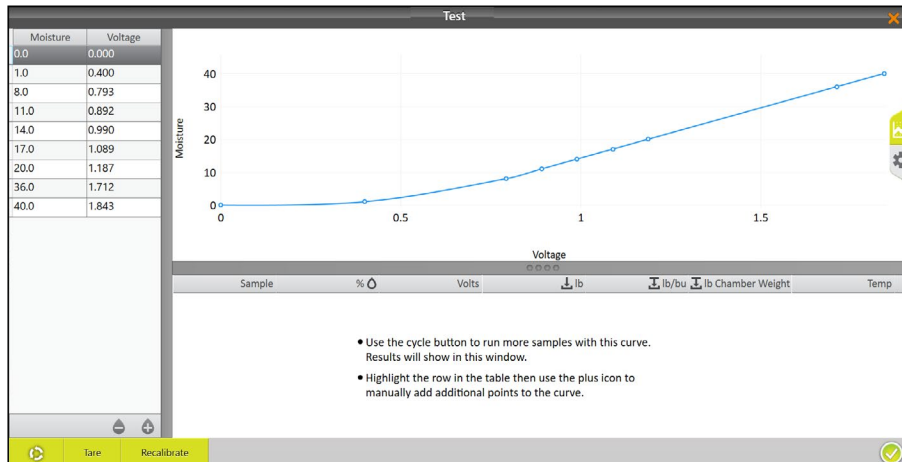 Test
Moisture Voltage
0.0 0.000
1.0 0.400
8.0 0.793
11.0 0.892
14.0 0.990
17.0 1.089
20.0 1.187
36.0 1.712
40.0 1.843
Moisture
40
30
20
10
0
0 0.5 1 1.5
Voltage
Sample % Volts lb lb/bu lb Chamber Weight Temp
• Use the cycle button to run more samples with this curve.
Results will show in this window.
• Highlight the row in the table then use the plus icon to
manually add additional points to the curve.
Tare Recalibrate